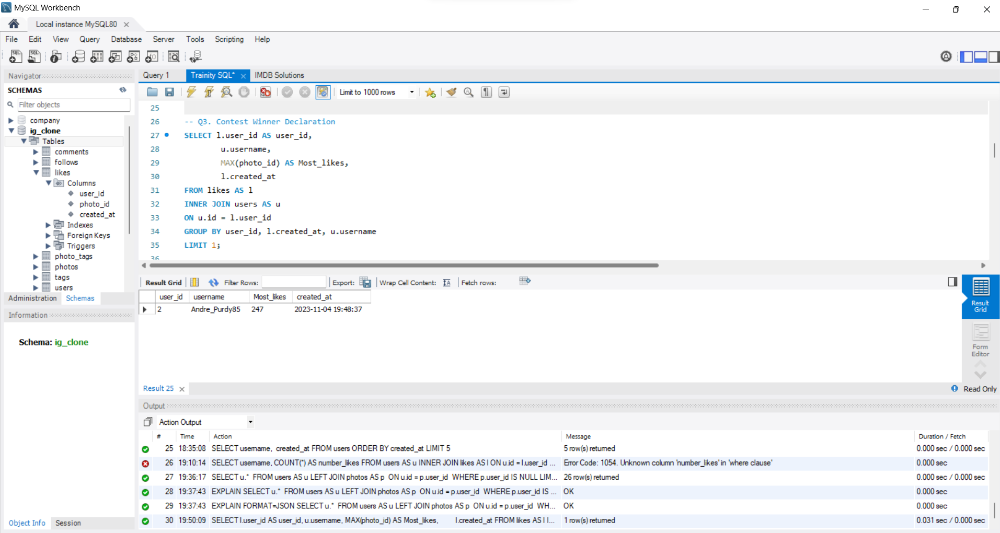 MySQL Workbench
Local instance MySQL80
File Edit View Query Database Server Tools Scripting Help
Navigator
SCHEMAS
Filter objects
company
ig_clone
Tables
comments
follows
likes
Columns
user_id
photo_id
created_at
Indexes
Foreign Keys
Triggers
photo_tags
photos
tags
users
Administration Schemas
Information
Schema: ig_clone
Object Info Session
Query 1 Trainity SQL* IMDB Solutions
Limit to 1000 rows
25
26 -- Q3. Contest Winner Declaration
27 SELECT l.user_id AS user_id,
28 u.username,
29 MAX(photo_id) AS Most_likes,
30 l.created_at
31 FROM likes AS l
32 INNER JOIN users AS u
33 ON u.id = l.user_id
34 GROUP BY user_id, l.created_at, u.username
35 LIMIT 1;
36
Result Grid Filter Rows: Export: Wrap Cell Content: Fetch rows:
user_id username Most_likes created_at
2 Andre_Purdy85 247 2023-11-04 19:48:37
Result Grid
Form Editor
Result 25
Read Only
Output
Action Output
# Time Action Message Duration / Fetch
25 18:35:08 SELECT username, created_at FROM users ORDER BY created_at LIMIT 5 5 row(s) returned 0.000 sec / 0.000 sec
26 19:10:14 SELECT username, COUNT(*) AS number_likes FROM users AS u INNER JOIN likes AS l ON u.id = l.user_id ... Error Code: 1054. Unknown column 'number_likes' in 'where clause' 0.000 sec
27 19:36:17 SELECT u.* FROM users AS u LEFT JOIN photos AS p ON u.id = p.user_id WHERE p.user_id IS NULL LIM... 26 row(s) returned 0.000 sec / 0.000 sec
28 19:37:43 EXPLAIN SELECT u.* FROM users AS u LEFT JOIN photos AS p ON u.id = p.user_id WHERE p.user_id IS ... OK 0.000 sec
29 19:37:43 EXPLAIN FORMAT=JSON SELECT u.* FROM users AS u LEFT JOIN photos AS p ON u.id = p.user_id WH... OK 0.000 sec
30 19:50:09 SELECT l.user_id AS user_id, u.username, MAX(photo_id) AS Most_likes, l.created_at FROM likes AS l I... 1 row(s) returned 0.031 sec / 0.000 sec